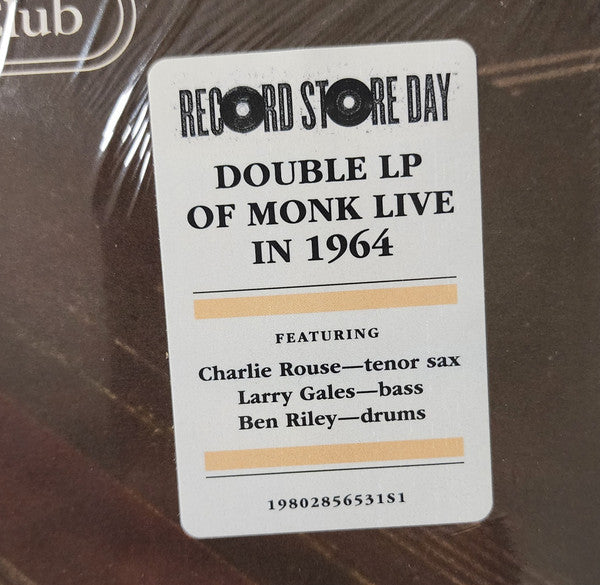 Club
RECORD STORE DAY
DOUBLE LP
OF MONK LIVE
IN 1964
FEATURING
Charlie Rouse—tenor sax
Larry Gales—bass
Ben Riley—drums
19802856531S1